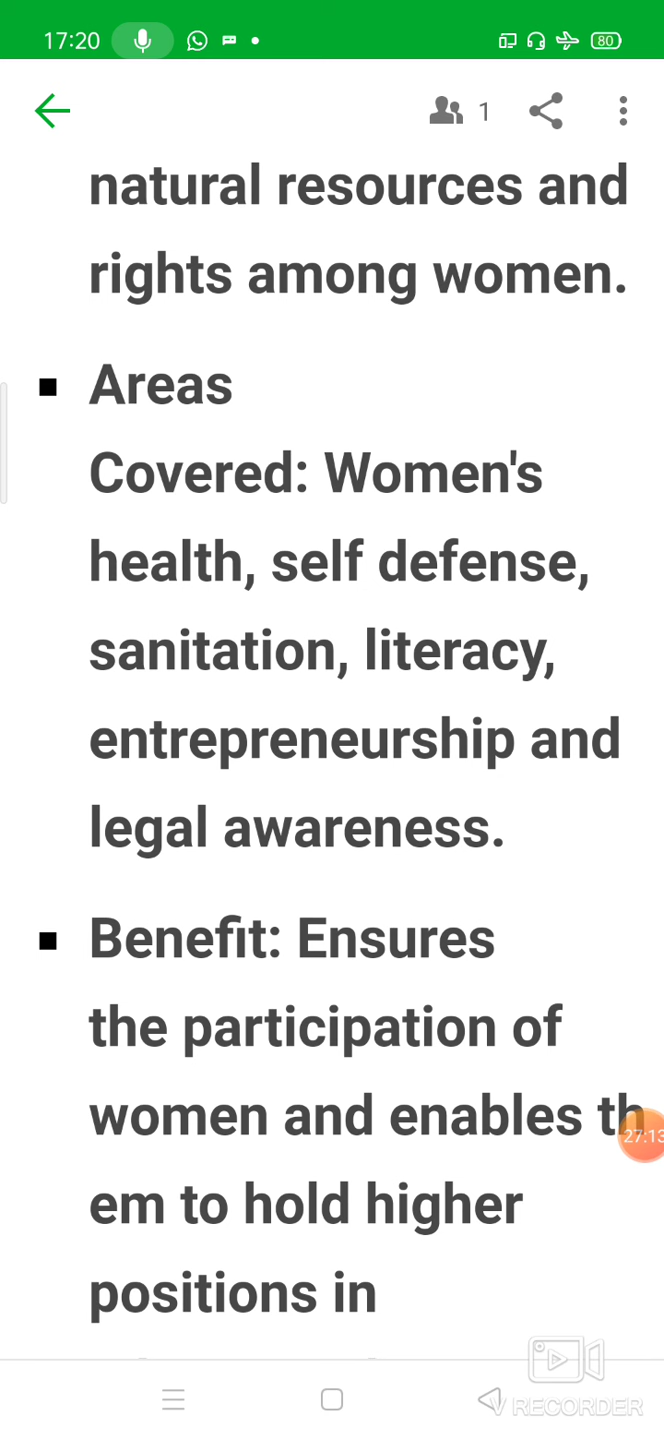 17:20
80
1
natural resources and
rights among women.
Areas
Covered: Women's
health, self defense,
sanitation, literacy,
entrepreneurship and
legal awareness.
Benefit: Ensures
the participation of
women and enables th
27:13
em to hold higher
positions in
V RECORDER